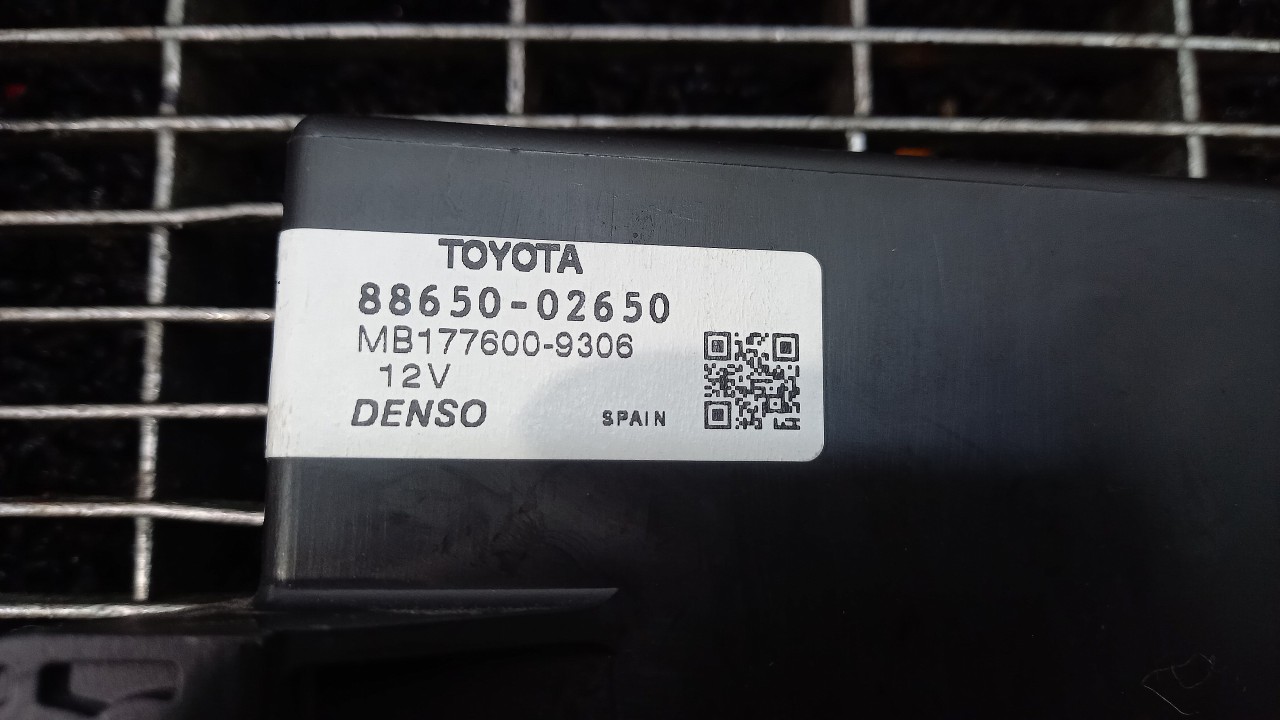 TOYOTA
88650-02650
MB177600-9306
12V
DENSO SPAIN